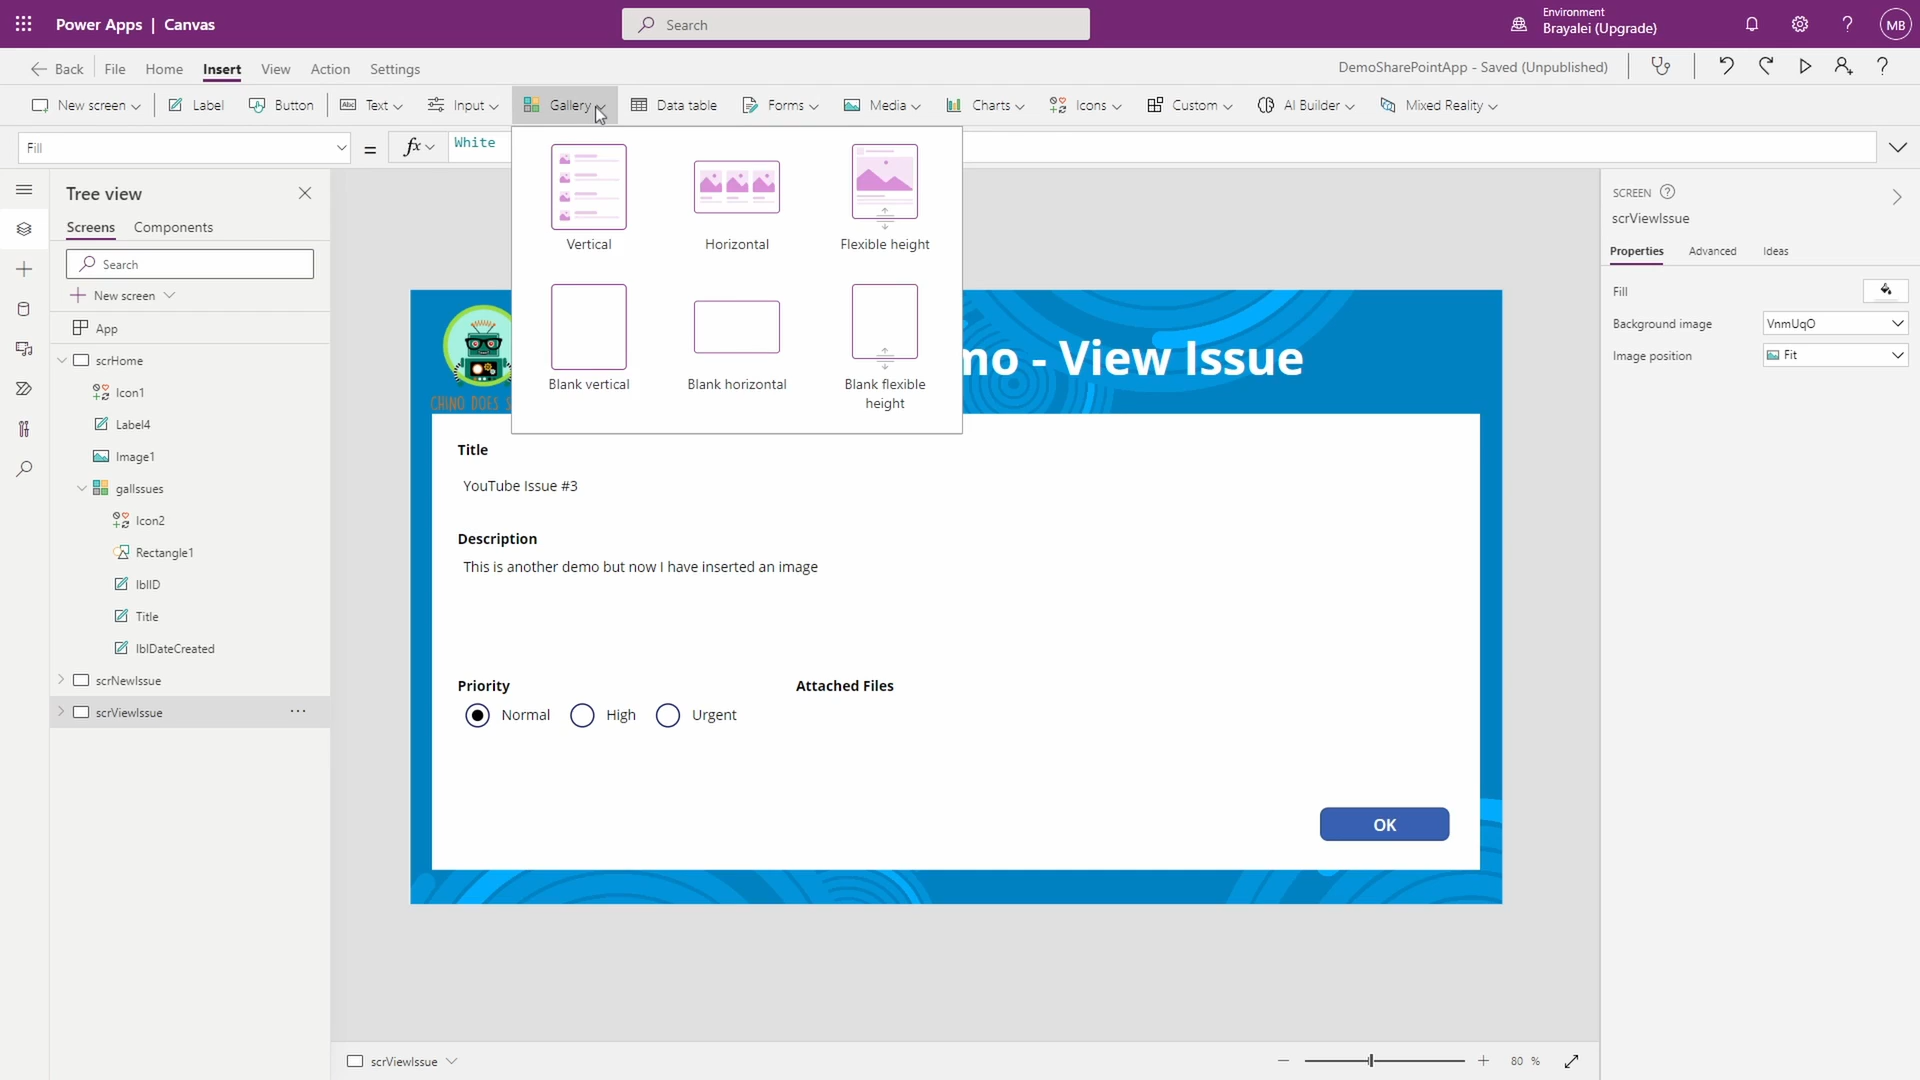 Power Apps | Canvas
Search
Environment
Brayalei (Upgrade)
MB
Back
File
Home
Insert
View
Action
Settings
DemoSharePointApp - Saved (Unpublished)
New screen
Label
Button
Text
Input
Gallery
Data table
Forms
Media
Charts
Icons
Custom
AI Builder
Mixed Reality
Fill
=
fx
White
Tree view
Screens
Components
Search
New screen
App
scrHome
Icon1
Label4
Image1
galIssues
Icon2
Rectangle1
lblID
Title
lblDateCreated
scrNewIssue
scrViewIssue
Vertical
Horizontal
Flexible height
Blank vertical
Blank horizontal
Blank flexible
height
mo - View Issue
CHINO DOES S
Title
YouTube Issue #3
Description
This is another demo but now I have inserted an image
Priority
Attached Files
Normal
High
Urgent
OK
SCREEN
scrViewIssue
Properties
Advanced
Ideas
Fill
Background image
VnmUqO
Image position
Fit
scrViewIssue
80 %